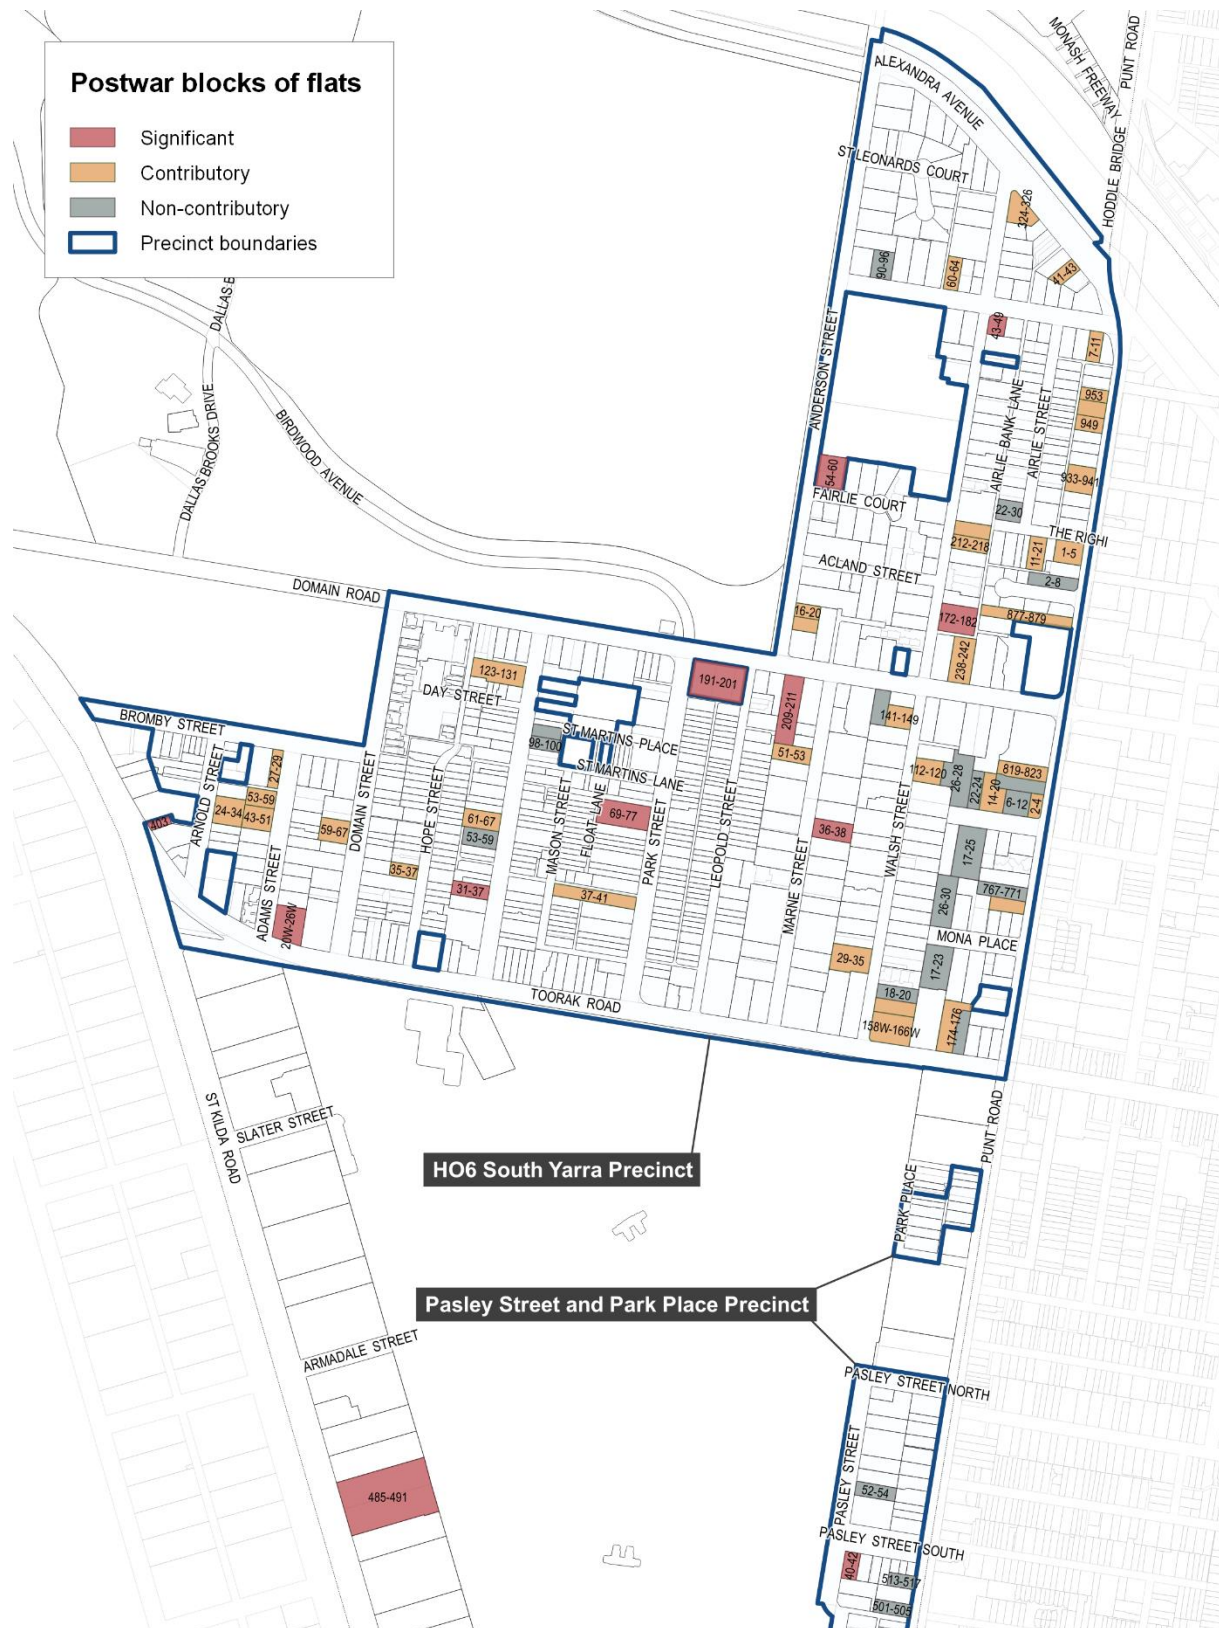 Postwar blocks of flats
Significant
Contributory
Non-contributory
Precinct boundaries
MONASH FREEWAY
PUNT ROAD
HODDLE BRIDGE
ALEXANDRA AVENUE
ST LEONARDS COURT
324-326
90-96
60-64
41-43
DALLAS B
DALLAS BROOKS DRIVE
BIRDWOOD AVENUE
ANDERSON STREET
43-49
7-11
AIRLIE BANK LANE
AIRLIE STREET
953
949
933-941
54-60
FAIRLIE COURT
22-30
THE RIGHI
212-218
11-21
1-5
ACLAND STREET
2-8
DOMAIN ROAD
16-20
172-182
877-879
238-242
123-131
191-201
DAY STREET
209-211
141-149
BROMBY STREET
ST MARTINS PLACE
98-100
ST MARTINS LANE
51-53
112-120
26-28
22-24
819-823
14-20
6-12
2-4
ARNOLD STREET
27-29
53-59
24-34
43-51
403
59-67
DOMAIN STREET
HOPE STREET
61-67
53-59
MASON STREET
FLOAT LANE
69-77
PARK STREET
LEOPOLD STREET
36-38
MARNE STREET
WALSH STREET
17-25
35-37
31-37
37-41
767-771
26-30
ADAMS STREET
20W-26W
MONA PLACE
29-35
17-23
18-20
158W-166W
174-176
TOORAK ROAD
ST KILDA ROAD
SLATER STREET
PUNT ROAD
HO6 South Yarra Precinct
PARK PLACE
Pasley Street and Park Place Precinct
ARMADALE STREET
PASLEY STREET NORTH
PASLEY STREET
485-491
52-54
PASLEY STREET SOUTH
40-42
513-517
501-505